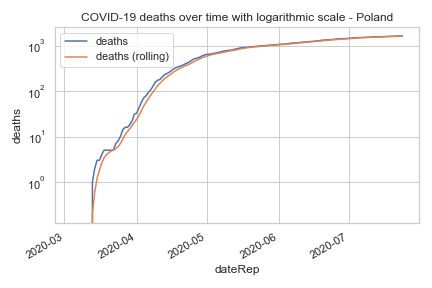 COVID-19 deaths over time with logarithmic scale - Poland
deaths
deaths (rolling)
10³
10²
10¹
10⁰
deaths
2020-03
2020-04
2020-05
2020-06
2020-07
dateRep